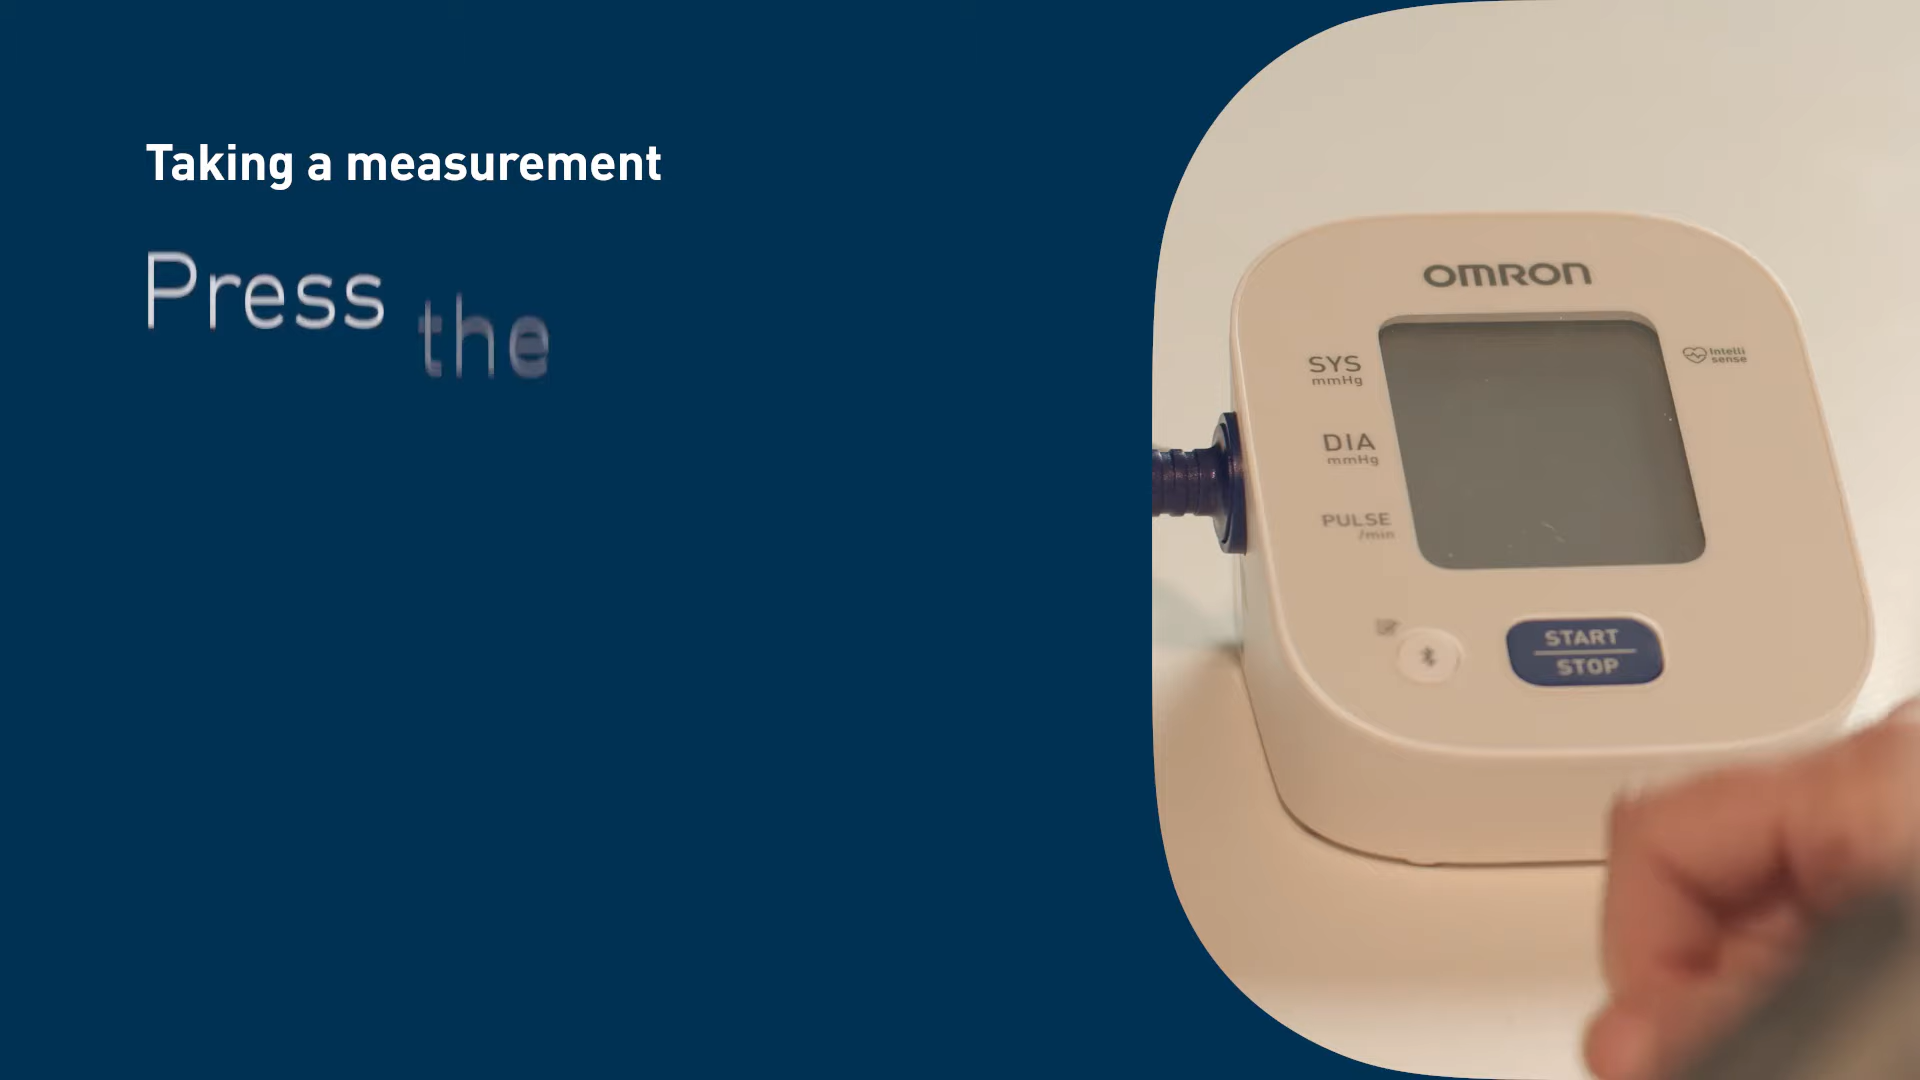 Taking a measurement
Press the
OMRON
SYS
mmHg
Intelli
sense
DIA
mmHg
PULSE
/min
START
STOP